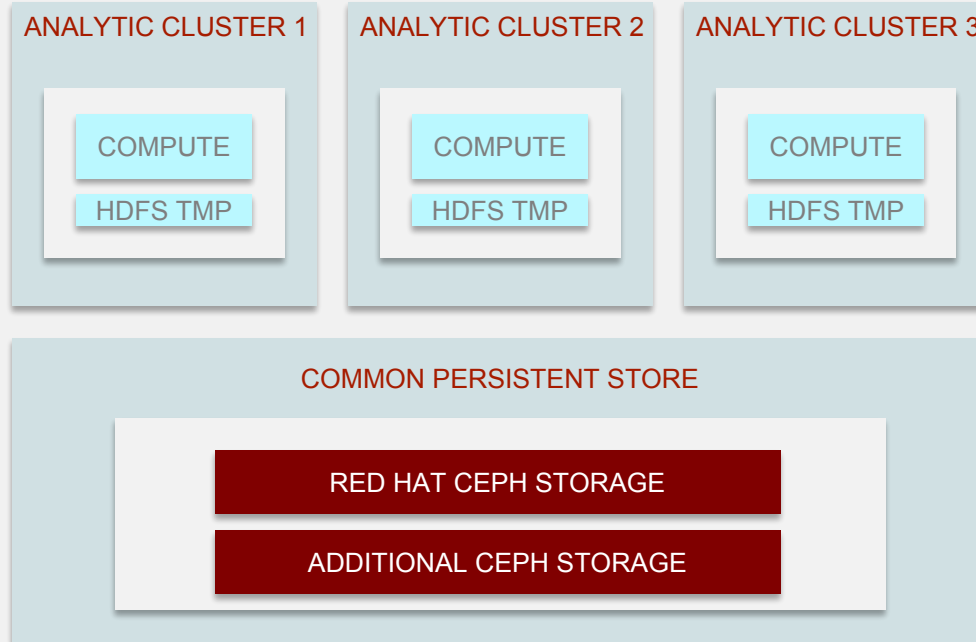 ANALYTIC CLUSTER 1
COMPUTE
HDFS TMP
ANALYTIC CLUSTER 2
COMPUTE
HDFS TMP
ANALYTIC CLUSTER 3
COMPUTE
HDFS TMP
COMMON PERSISTENT STORE
RED HAT CEPH STORAGE
ADDITIONAL CEPH STORAGE